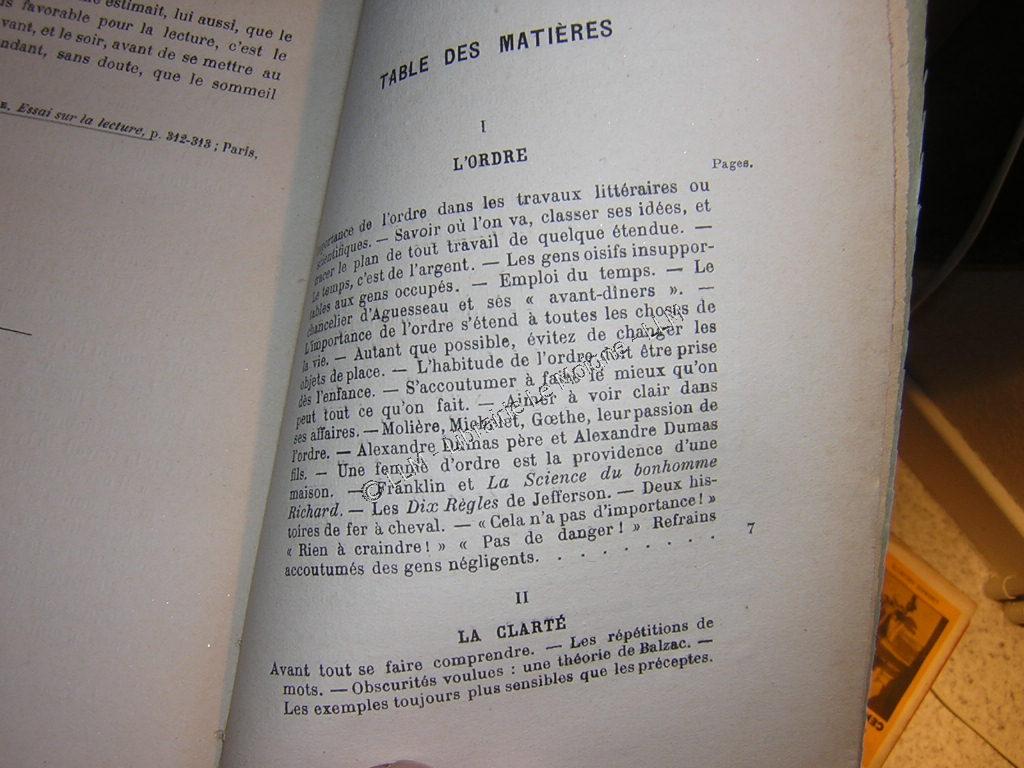 estimait, lui aussi, que le
favorable pour la lecture, c'est le
vant, et le soir, avant de se mettre au
ndant, sans doute, que le sommeil
E. Essai sur la lecture, p. 312-313 ; Paris,
TABLE DES MATIÈRES
I
L'ORDRE
Pages.
portance de l'ordre dans les travaux littéraires ou
scientifiques. — Savoir où l'on va, classer ses idées, et
tracer le plan de tout travail de quelque étendue. —
Le temps, c'est de l'argent. — Les gens oisifs insuppor-
tables aux gens occupés. — Emploi du temps. — Le
chancelier d'Aguesseau et ses « avant-dîners ». —
L'importance de l'ordre s'étend à toutes les choses de
la vie. — Autant que possible, évitez de changer les
objets de place. — L'habitude de l'ordre doit être prise
dès l'enfance. — S'accoutumer à faire le mieux qu'on
peut tout ce qu'on fait. — Aimer à voir clair dans
ses affaires. — Molière, Michelet, Gœthe, leur passion de
l'ordre. — Alexandre Dumas père et Alexandre Dumas
fils. — Une femme d'ordre est la providence d'une
maison. — Franklin et La Science du bonhomme
Richard. — Les Dix Règles de Jefferson. — Deux his-
toires de fer à cheval. — « Cela n'a pas d'importance ! »
« Rien à craindre ! » « Pas de danger ! » Refrains
accoutumés des gens négligents. . . . . . . . . 7
II
LA CLARTÉ
Avant tout se faire comprendre. — Les répétitions de
mots. — Obscurités voulues : une théorie de Balzac. —
Les exemples toujours plus sensibles que les préceptes.